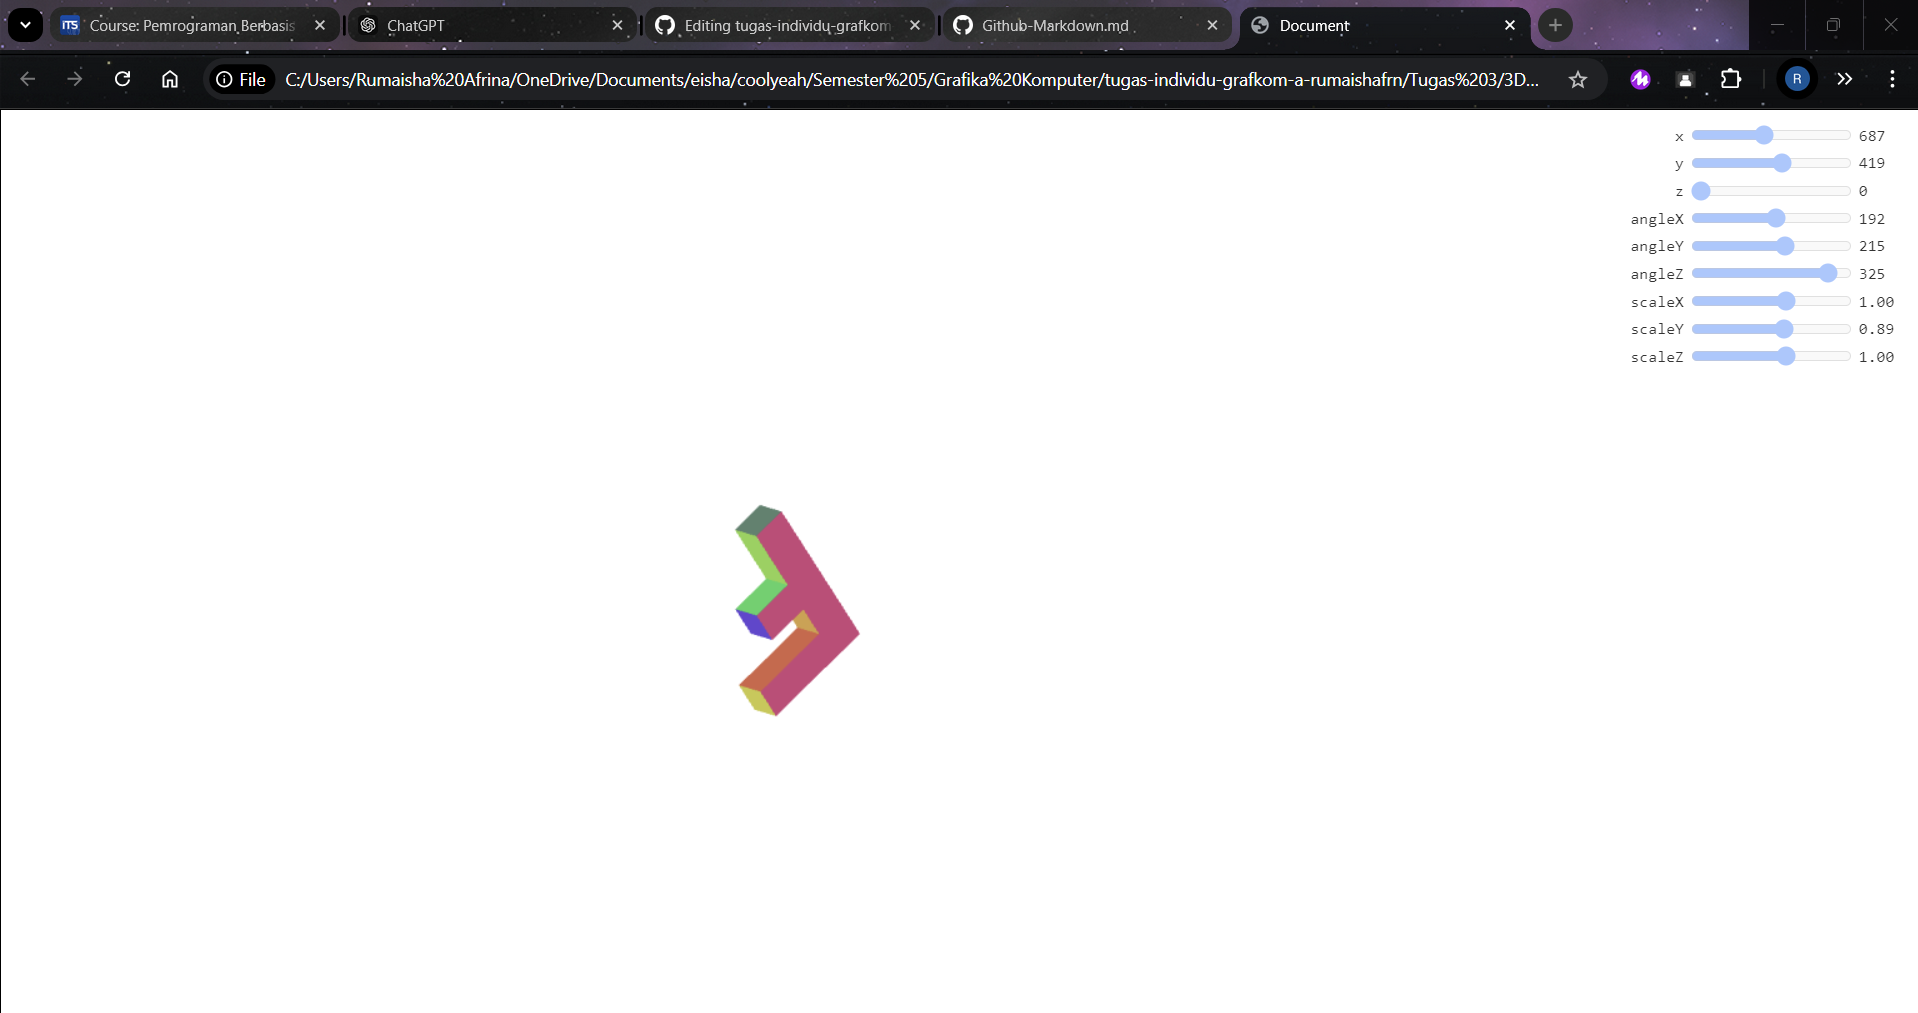 ITS Course: Pemrograman Berbasis
ChatGPT
Editing tugas-individu-grafkom
Github-Markdown.md
Document
File
C:/Users/Rumaisha%20Afrina/OneDrive/Documents/eisha/coolyeah/Semester%205/Grafika%20Komputer/tugas-individu-grafkom-a-rumaishafrn/Tugas%203/3D...
R
x 687
y 419
z 0
angleX 192
angleY 215
angleZ 325
scaleX 1.00
scaleY 0.89
scaleZ 1.00